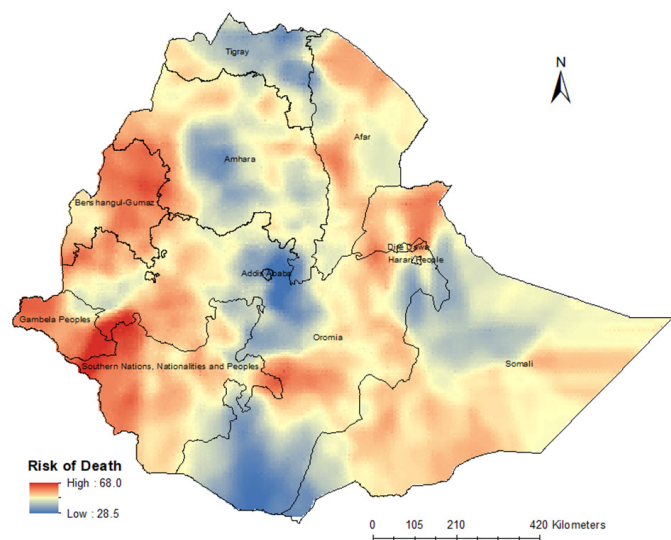 N
Tigray
Afar
Amhara
Benshangul-Gumaz
Dire Dawa
Harari People
Addis Ababa
Gambela Peoples
Oromia
Somali
Southern Nations, Nationalities and Peoples
Risk of Death
High : 68.0
Low : 28.5
0 105 210 420 Kilometers